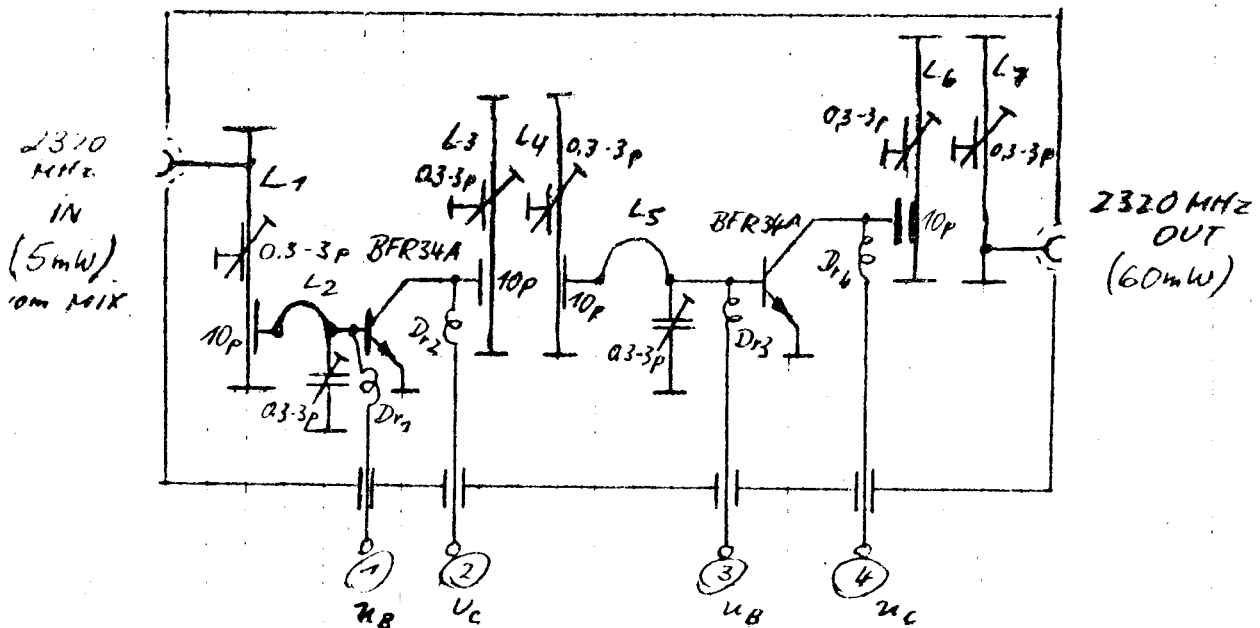 2320
MHz
IN
(5mW)
vom MIX
L1
0.3-3p
L2
10p
0.3-3p
BFR34A
Dr1
Dr2
L3
0.3-3p
10p
L4
0.3-3p
10p
L5
0.3-3p
BFR34A
Dr3
Dr4
L6
0.3-3p
10p
L7
0.3-3p
2320 MHz
OUT
(60mW)
1
2
3
4
UB
UC
UB
UC